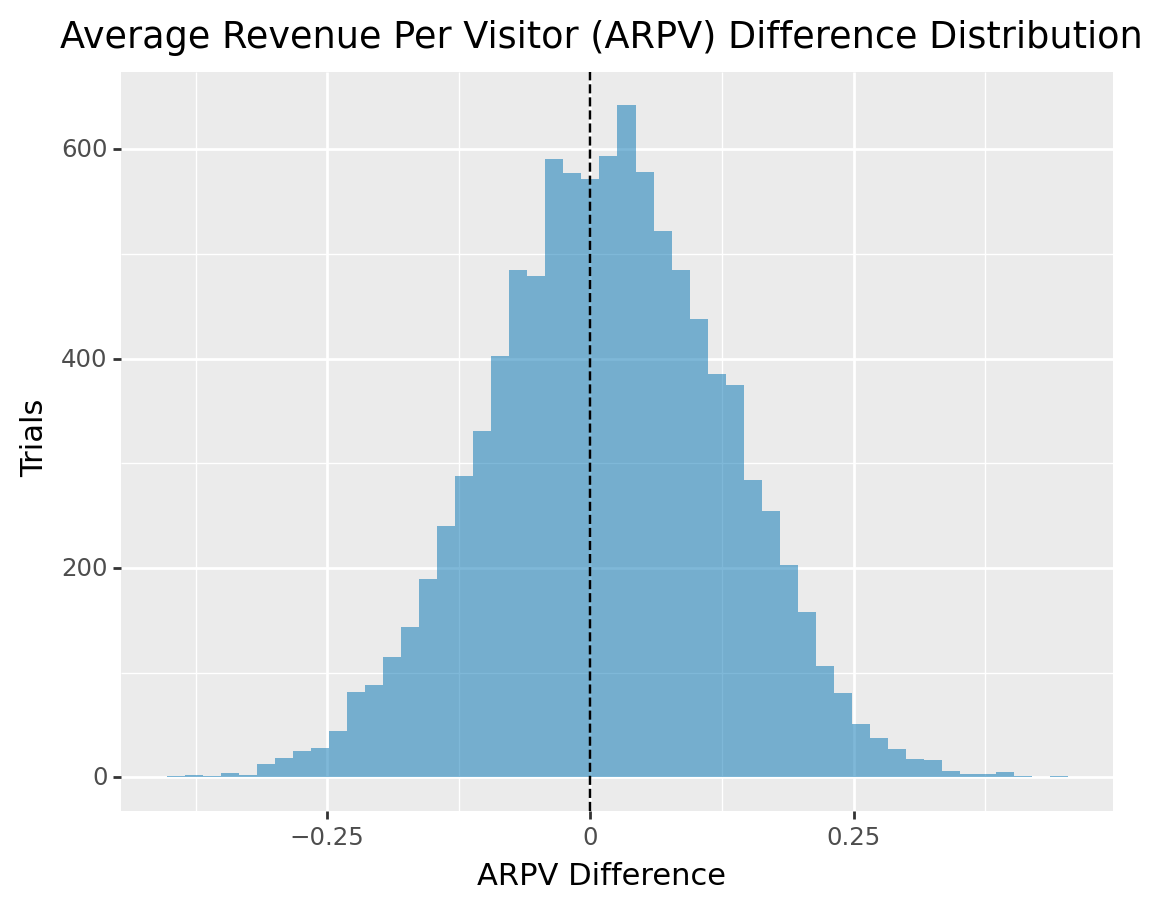 Average Revenue Per Visitor (ARPV) Difference Distribution
600
400
200
0
Trials
−0.25
0
0.25
ARPV Difference